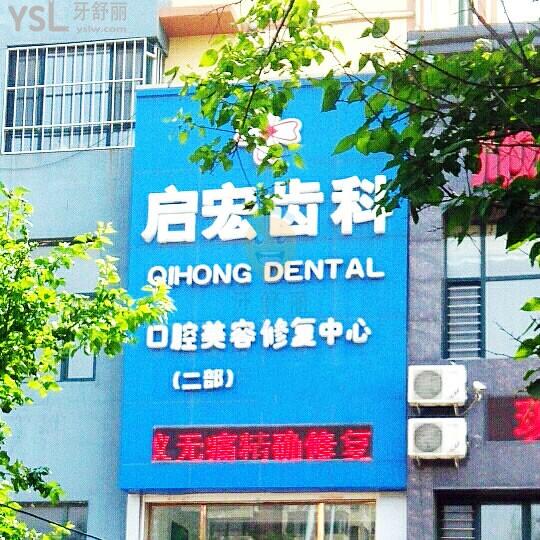 YSL 牙舒丽
yslw.com
启宏齿科
QIHONG DENTAL
口腔美容修复中心
（二部）
无痛精确修复